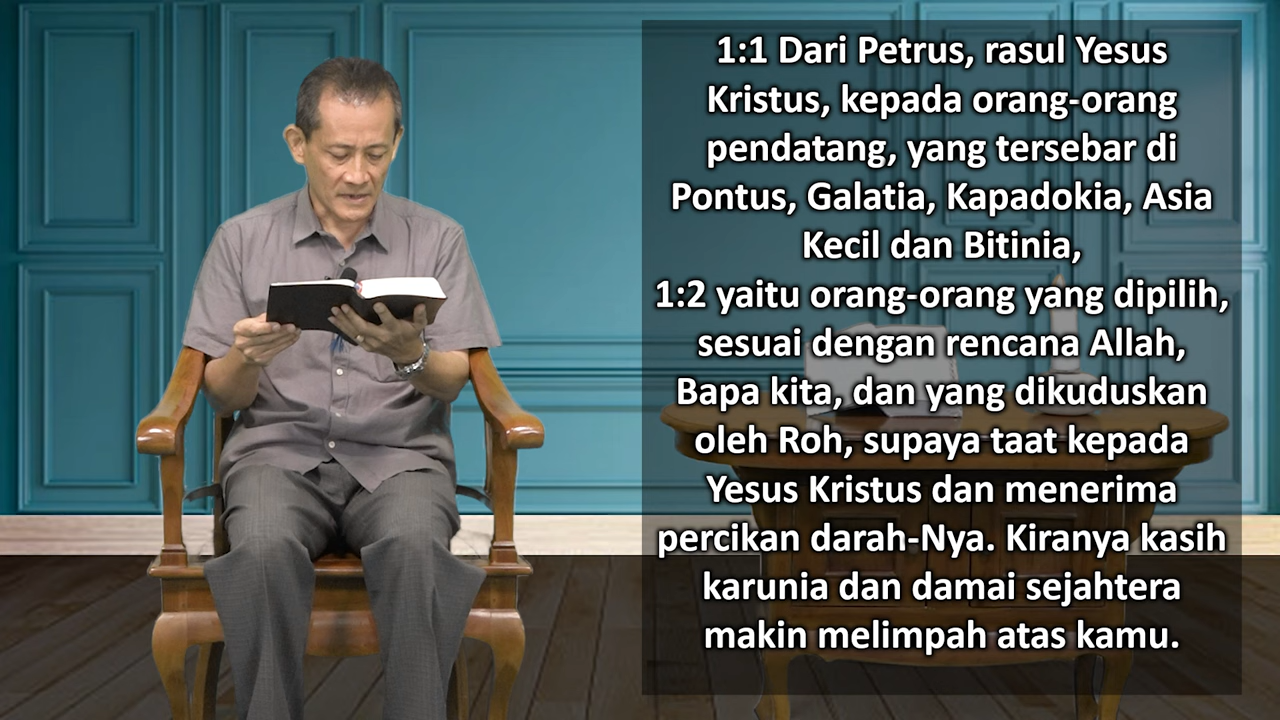 1:1 Dari Petrus, rasul Yesus
Kristus, kepada orang-orang
pendatang, yang tersebar di
Pontus, Galatia, Kapadokia, Asia
Kecil dan Bitinia,
1:2 yaitu orang-orang yang dipilih,
sesuai dengan rencana Allah,
Bapa kita, dan yang dikuduskan
oleh Roh, supaya taat kepada
Yesus Kristus dan menerima
percikan darah-Nya. Kiranya kasih
karunia dan damai sejahtera
makin melimpah atas kamu.